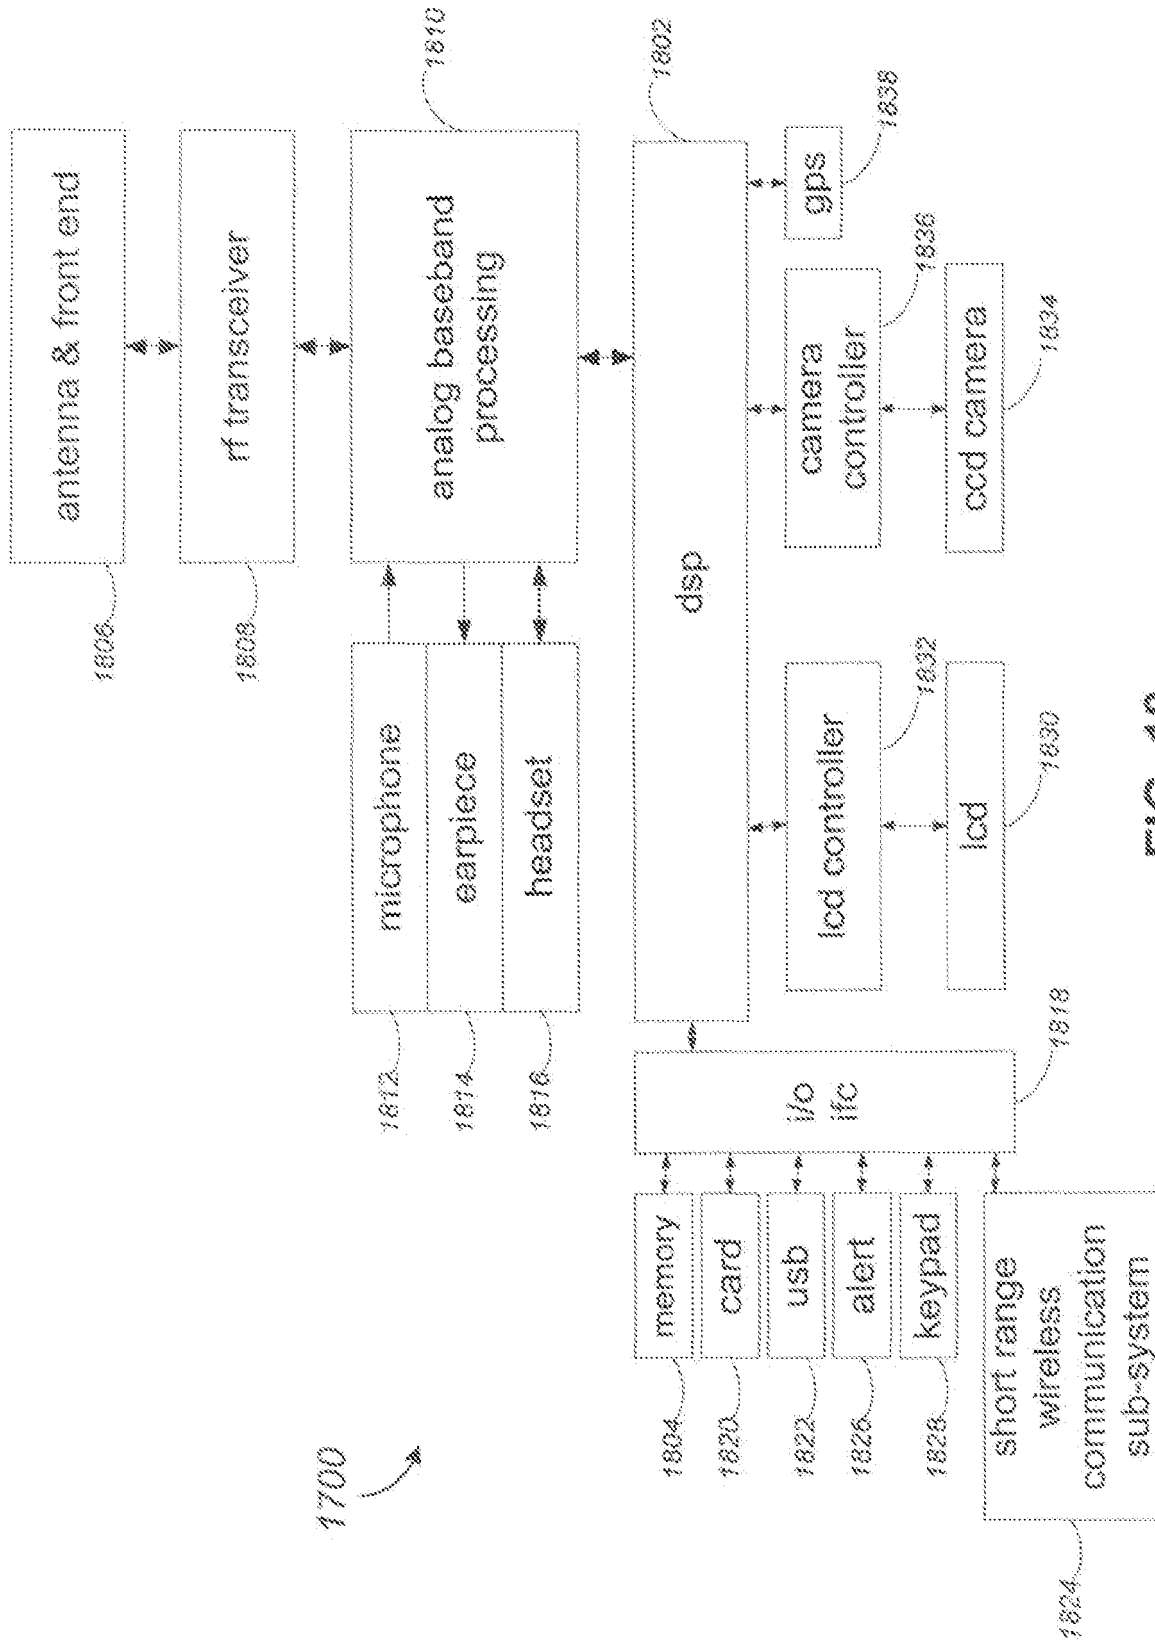 1700
antenna & front end
1806
rf transceiver
1808
analog baseband
processing
1810
microphone
1812
earpiece
1814
headset
1816
dsp
1802
i/o
ifc
1818
memory
1804
card
1820
usb
1822
alert
1826
keypad
1828
short range
wireless
communication
sub-system
1824
lcd controller
1832
lcd
1830
camera
controller
1836
ccd camera
1834
gps
1838